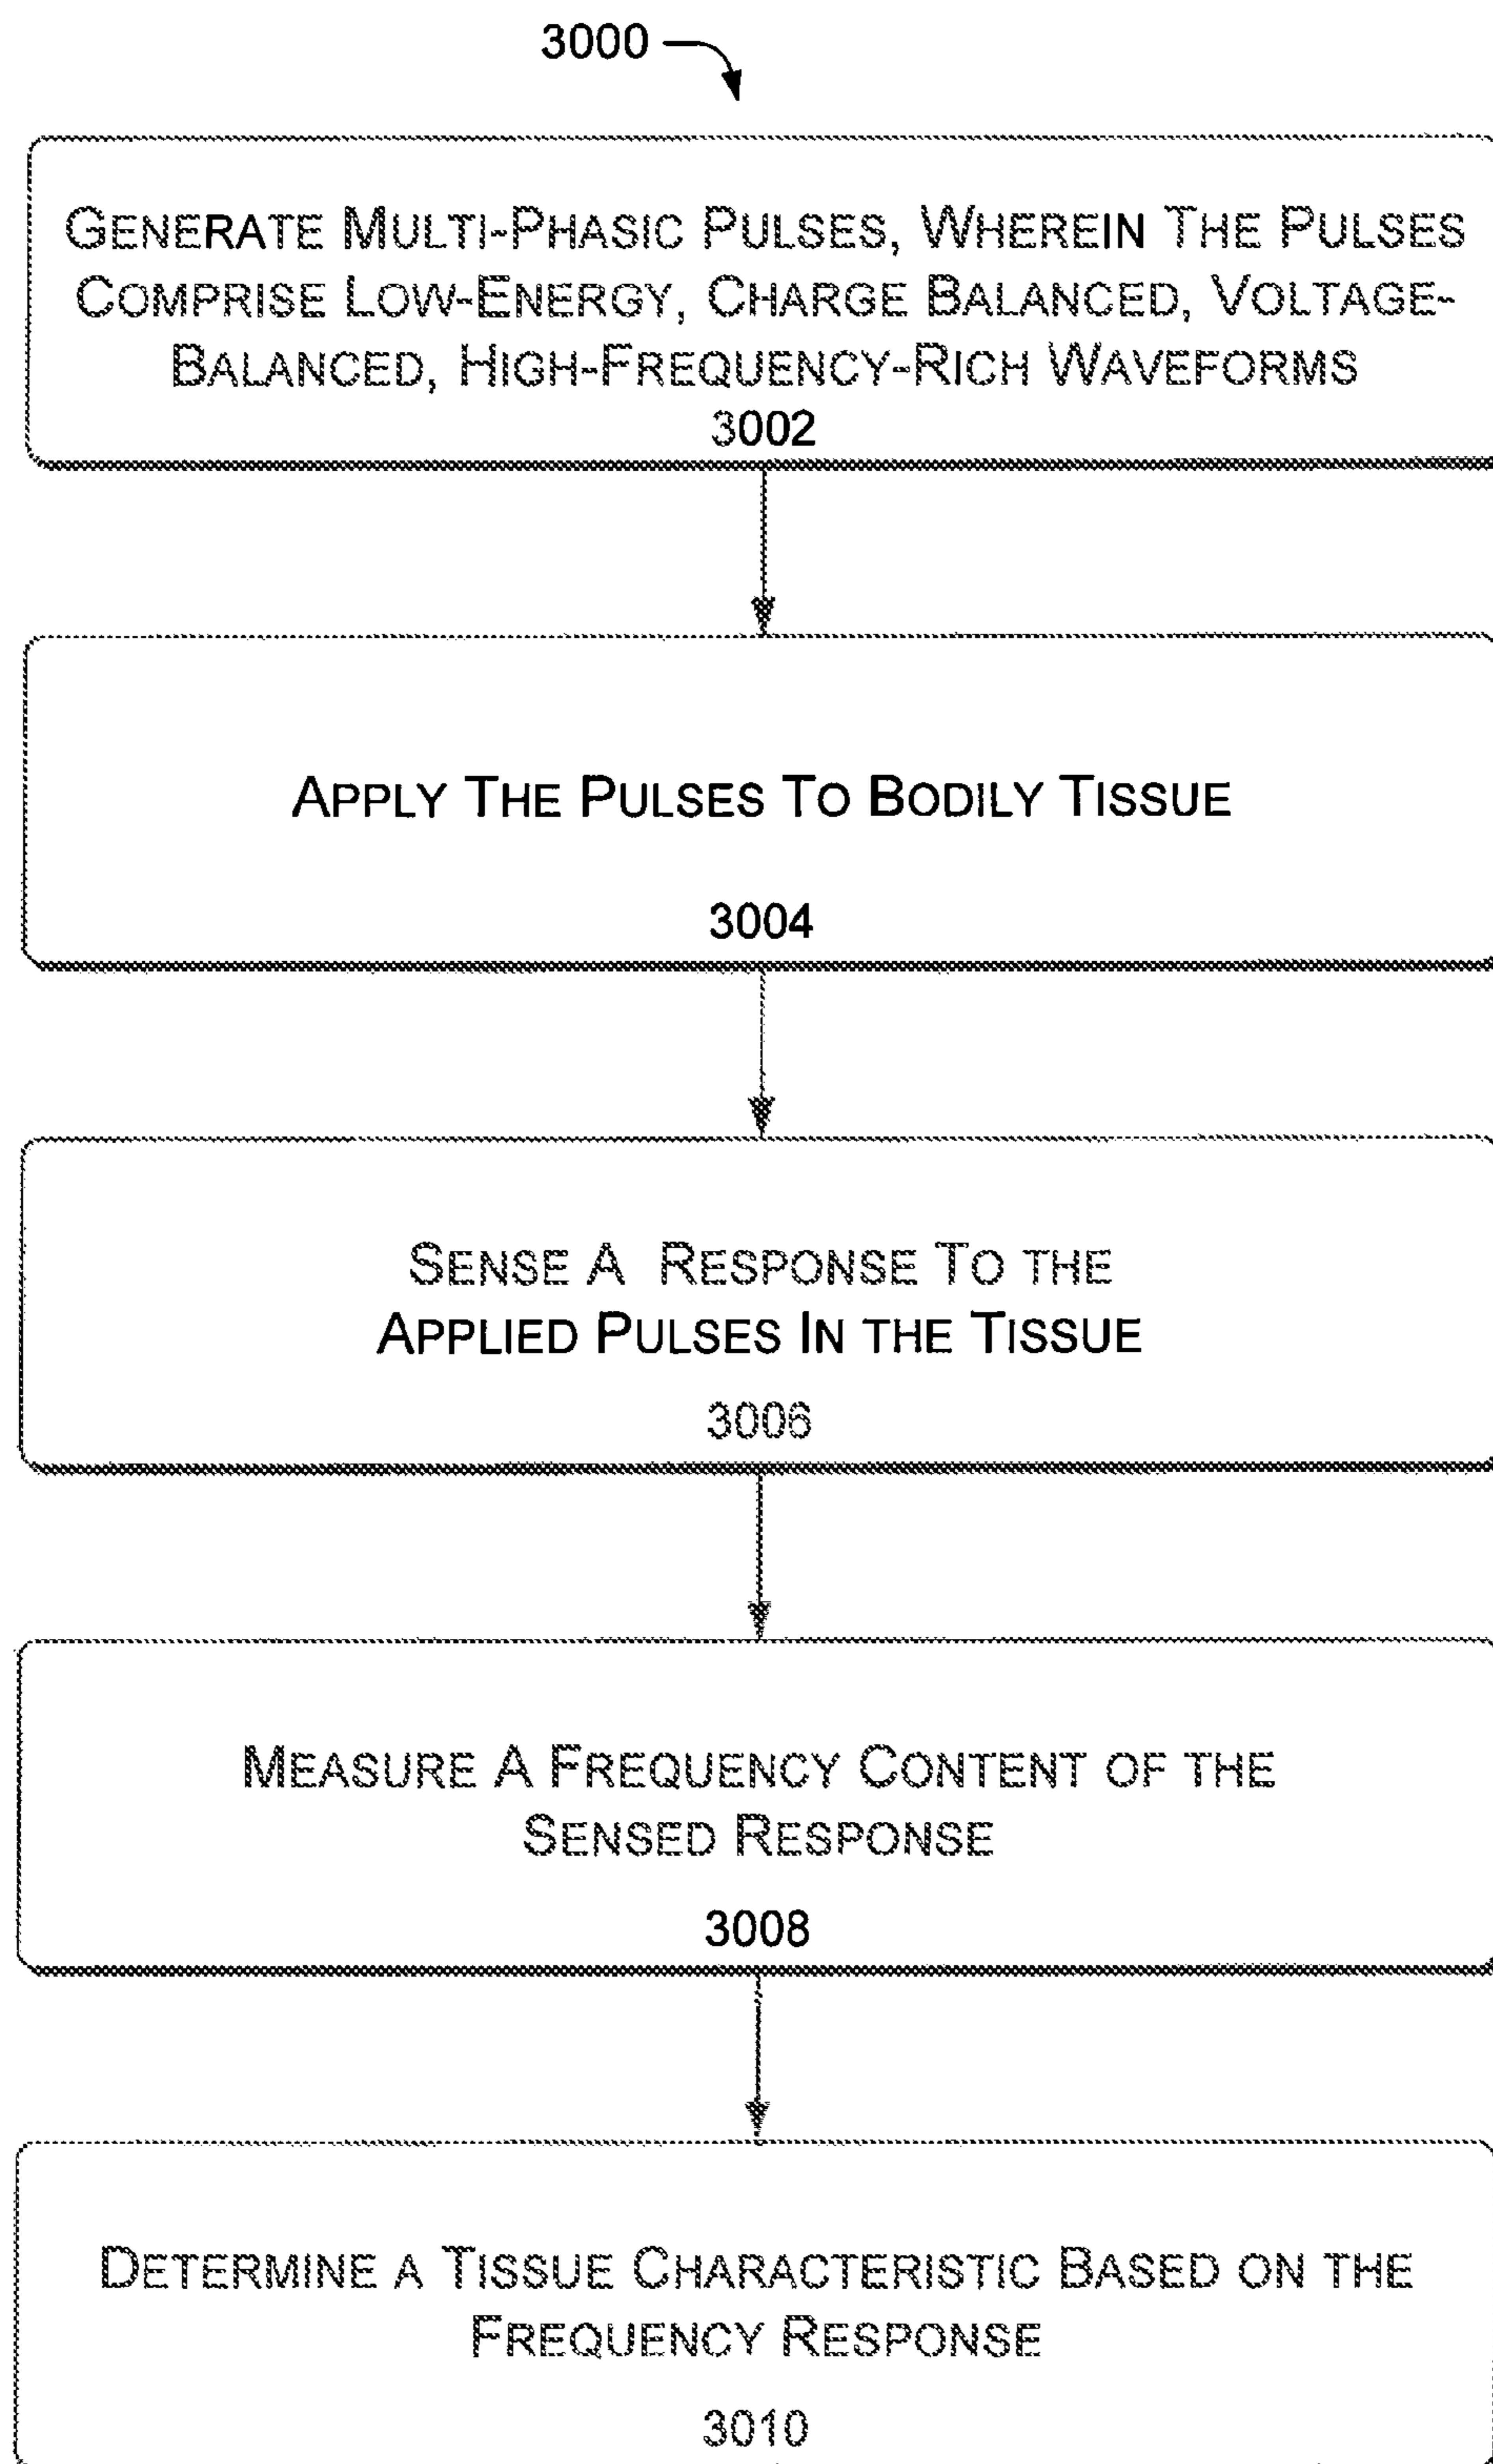 3000
GENERATE MULTI-PHASIC PULSES, WHEREIN THE PULSES
COMPRISE LOW-ENERGY, CHARGE BALANCED, VOLTAGE-
BALANCED, HIGH-FREQUENCY-RICH WAVEFORMS
3002
APPLY THE PULSES TO BODILY TISSUE
3004
SENSE A RESPONSE TO THE
APPLIED PULSES IN THE TISSUE
3006
MEASURE A FREQUENCY CONTENT OF THE
SENSED RESPONSE
3008
DETERMINE A TISSUE CHARACTERISTIC BASED ON THE
FREQUENCY RESPONSE
3010